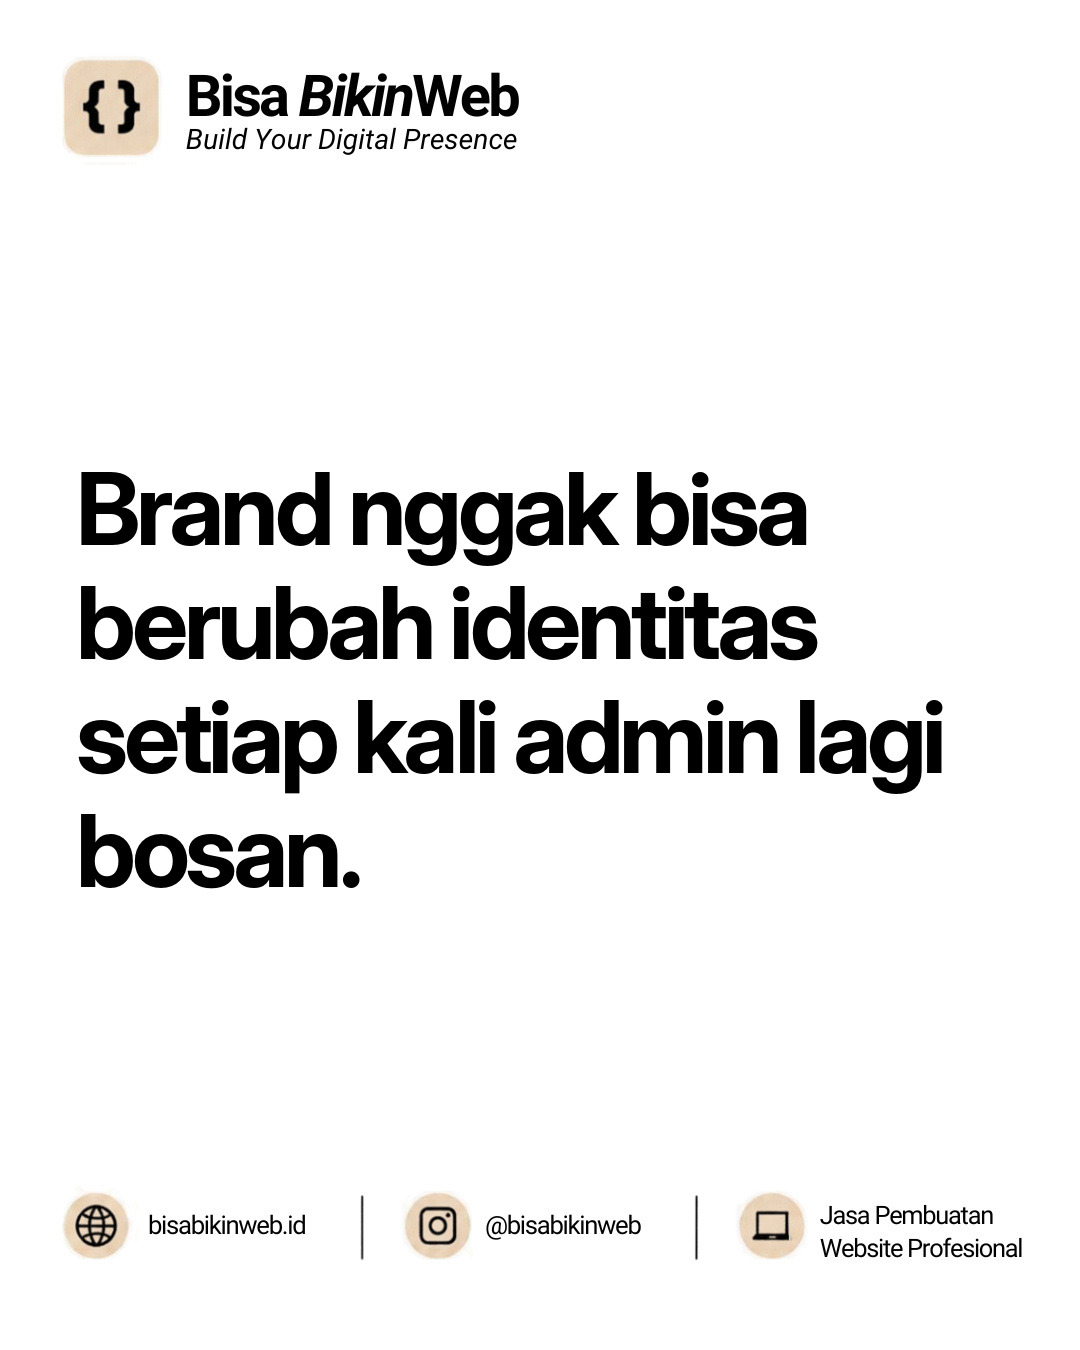 { }
Bisa BikinWeb
Build Your Digital Presence
Brand nggak bisa
berubah identitas
setiap kali admin lagi
bosan.
bisabikinweb.id
@bisabikinweb
Jasa Pembuatan
Website Profesional